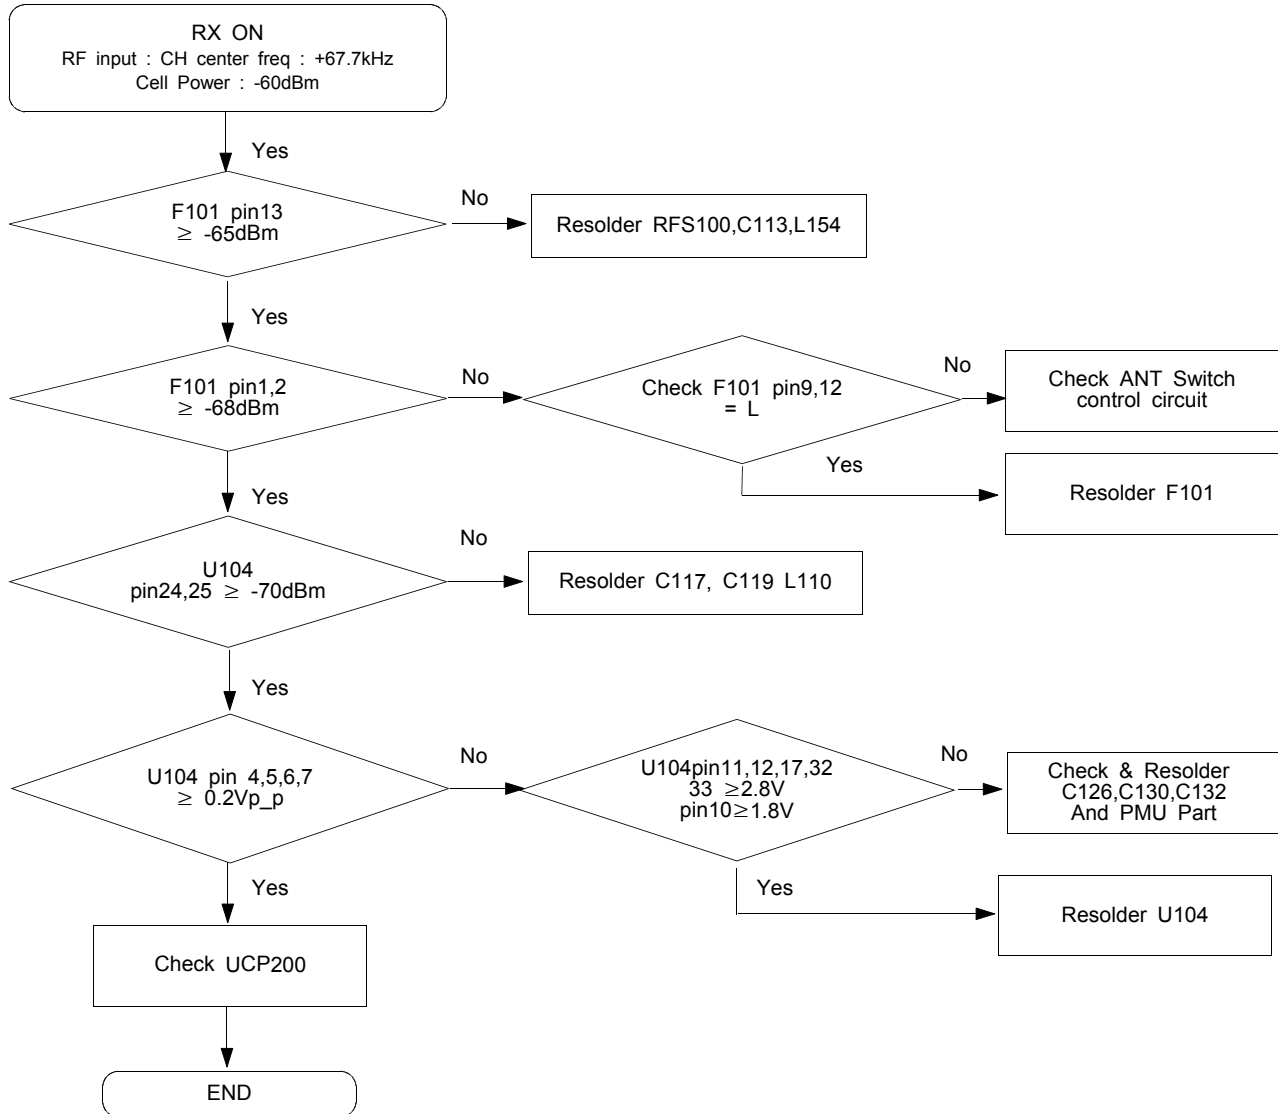 RX ON
RF input : CH center freq : +67.7kHz
Cell Power : -60dBm
Yes
F101 pin13
≥ -65dBm
No
Resolder RFS100,C113,L154
Yes
F101 pin1,2
≥ -68dBm
No
Check F101 pin9,12
= L
No
Check ANT Switch
control circuit
Yes
Resolder F101
Yes
U104
pin24,25 ≥ -70dBm
No
Resolder C117, C119 L110
Yes
U104 pin 4,5,6,7
≥ 0.2Vp_p
No
U104pin11,12,17,32
33 ≥2.8V
pin10≥1.8V
No
Check & Resolder
C126,C130,C132
And PMU Part
Yes
Resolder U104
Yes
Check UCP200
END